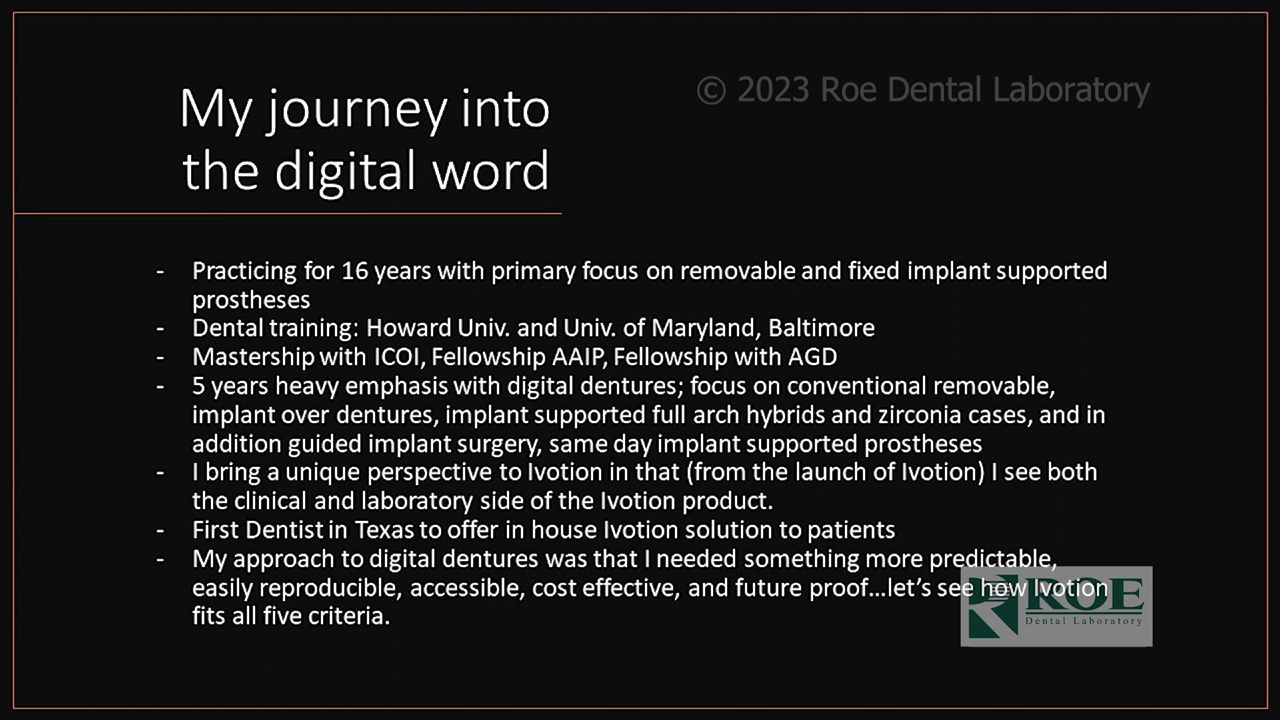 My journey into
the digital word
© 2023 Roe Dental Laboratory
- Practicing for 16 years with primary focus on removable and fixed implant supported
prostheses
- Dental training: Howard Univ. and Univ. of Maryland, Baltimore
- Mastership with ICOI, Fellowship AAIP, Fellowship with AGD
- 5 years heavy emphasis with digital dentures; focus on conventional removable,
implant over dentures, implant supported full arch hybrids and zirconia cases, and in
addition guided implant surgery, same day implant supported prostheses
- I bring a unique perspective to Ivotion in that (from the launch of Ivotion) I see both
the clinical and laboratory side of the Ivotion product.
- First Dentist in Texas to offer in house Ivotion solution to patients
- My approach to digital dentures was that I needed something more predictable,
easily reproducible, accessible, cost effective, and future proof...let’s see how Ivotion
fits all five criteria.
ROE
Dental Laboratory